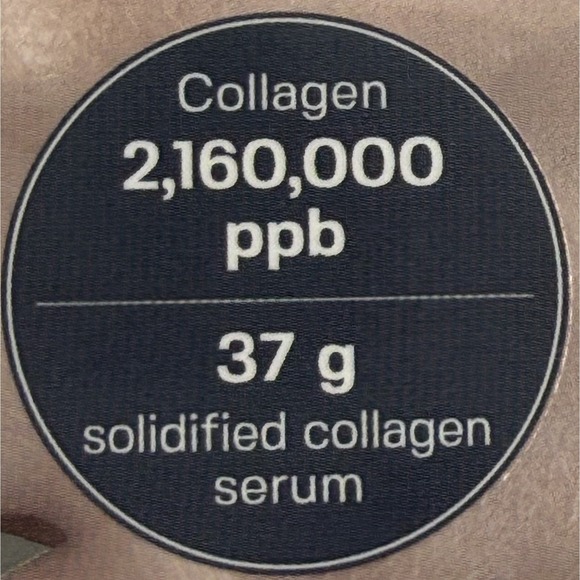 Collagen
2,160,000
ppb
37 g
solidified collagen
serum